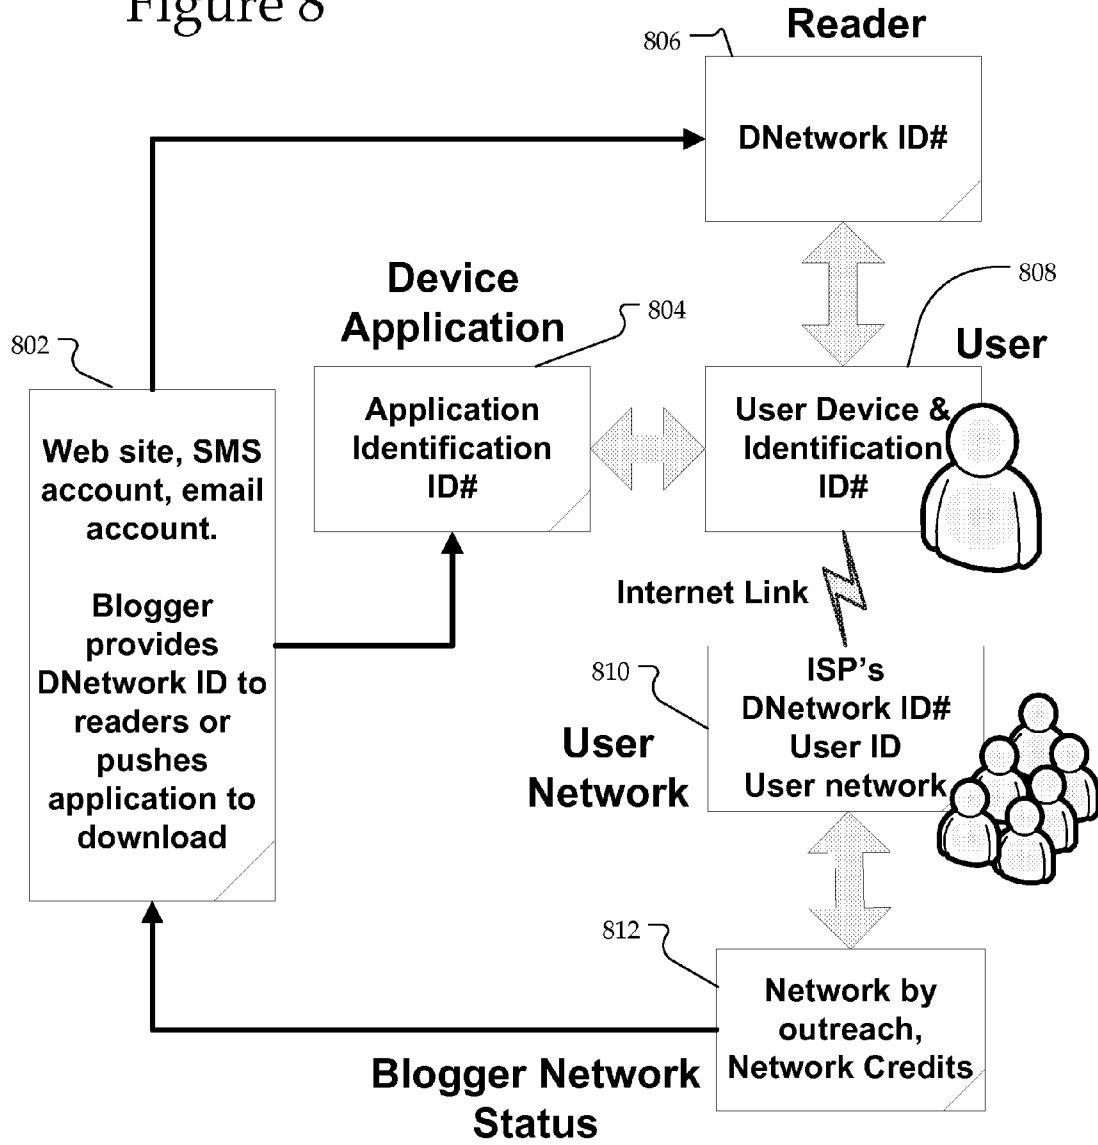 Figure 8
Reader
806
DNetwork ID#
Device
Application
804
808
User
802
Web site, SMS
account, email
account.
Blogger
provides
DNetwork ID to
readers or
pushes
application to
download
Application
Identification
ID#
User Device &
Identification
ID#
Internet Link
810
ISP's
DNetwork ID#
User ID
User network
User
Network
812
Network by
outreach,
Network Credits
Blogger Network
Status